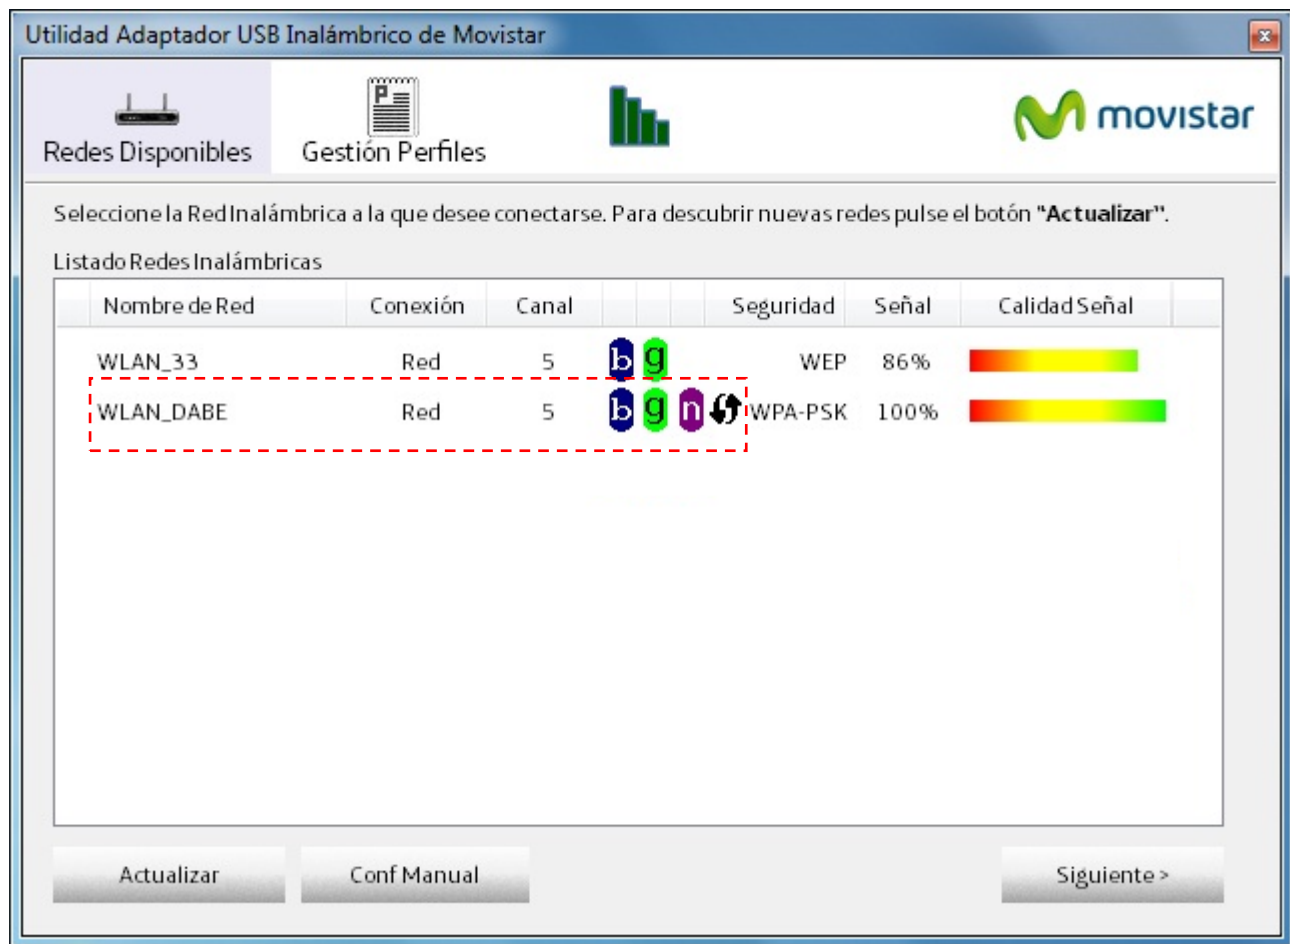 Utilidad Adaptador USB Inalámbrico de Movistar
x
P
Redes Disponibles Gestión Perfiles movistar
Seleccione la Red Inalámbrica a la que desee conectarse. Para descubrir nuevas redes pulse el botón "Actualizar".
Listado Redes Inalámbricas
Nombre de Red Conexión Canal Seguridad Señal Calidad Señal
WLAN_33 Red 5 b g WEP 86%
WLAN_DABE Red 5 b g n WPA-PSK 100%
Actualizar Conf Manual Siguiente >